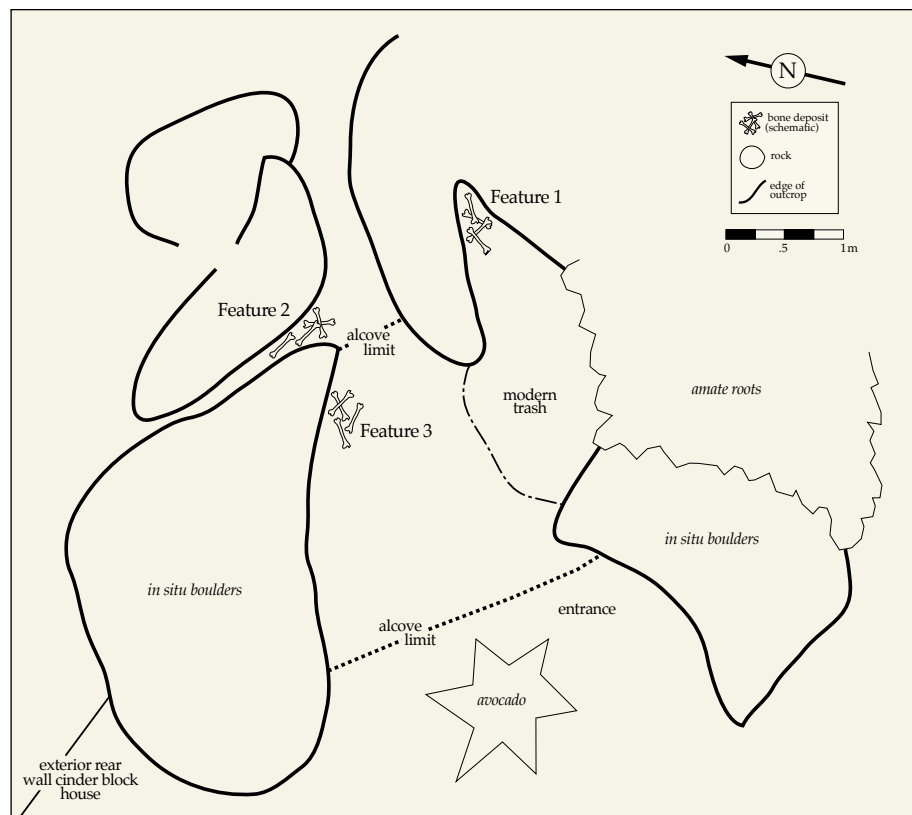 N
bone deposit
(schematic)
rock
edge of
outcrop
0 .5 1m
Feature 1
Feature 2
alcove
limit
modern
trash
amate roots
Feature 3
in situ boulders
in situ boulders
entrance
alcove
limit
avocado
exterior rear
wall cinder block
house